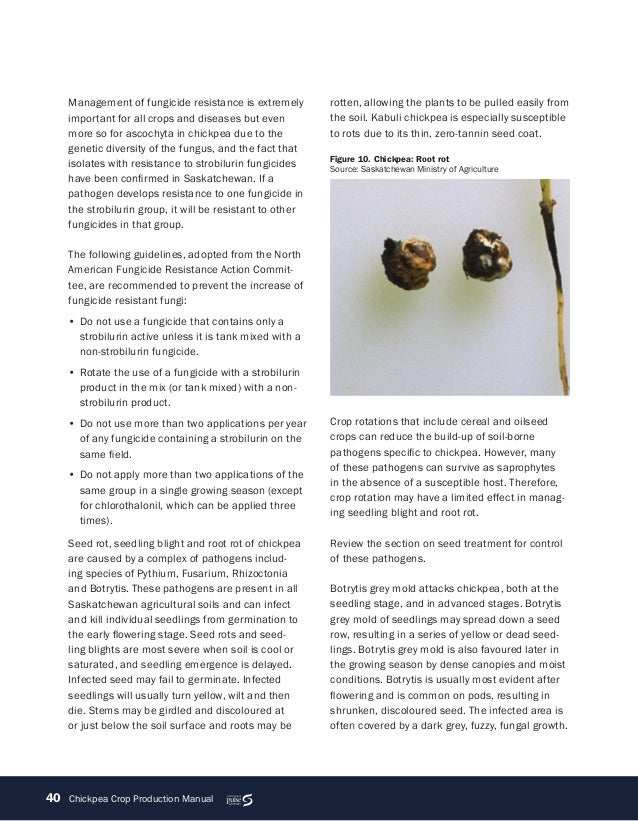 Management of fungicide resistance is extremely
important for all crops and diseases but even
more so for ascochyta in chickpea due to the
genetic diversity of the fungus, and the fact that
isolates with resistance to strobilurin fungicides
have been confirmed in Saskatchewan. If a
pathogen develops resistance to one fungicide in
the strobilurin group, it will be resistant to other
fungicides in that group.
The following guidelines, adopted from the North
American Fungicide Resistance Action Commit-
tee, are recommended to prevent the increase of
fungicide resistant fungi:
• Do not use a fungicide that contains only a
strobilurin active unless it is tank mixed with a
non-strobilurin fungicide.
• Rotate the use of a fungicide with a strobilurin
product in the mix (or tank mixed) with a non-
strobilurin product.
• Do not use more than two applications per year
of any fungicide containing a strobilurin on the
same field.
• Do not apply more than two applications of the
same group in a single growing season (except
for chlorothalonil, which can be applied three
times).
Seed rot, seedling blight and root rot of chickpea
are caused by a complex of pathogens includ-
ing species of Pythium, Fusarium, Rhizoctonia
and Botrytis. These pathogens are present in all
Saskatchewan agricultural soils and can infect
and kill individual seedlings from germination to
the early flowering stage. Seed rots and seed-
ling blights are most severe when soil is cool or
saturated, and seedling emergence is delayed.
Infected seed may fail to germinate. Infected
seedlings will usually turn yellow, wilt and then
die. Stems may be girdled and discoloured at
or just below the soil surface and roots may be
rotten, allowing the plants to be pulled easily from
the soil. Kabuli chickpea is especially susceptible
to rots due to its thin, zero-tannin seed coat.
Figure 10. Chickpea: Root rot
Source: Saskatchewan Ministry of Agriculture
Crop rotations that include cereal and oilseed
crops can reduce the build-up of soil-borne
pathogens specific to chickpea. However, many
of these pathogens can survive as saprophytes
in the absence of a susceptible host. Therefore,
crop rotation may have a limited effect in manag-
ing seedling blight and root rot.
Review the section on seed treatment for control
of these pathogens.
Botrytis grey mold attacks chickpea, both at the
seedling stage, and in advanced stages. Botrytis
grey mold of seedlings may spread down a seed
row, resulting in a series of yellow or dead seed-
lings. Botrytis grey mold is also favoured later in
the growing season by dense canopies and moist
conditions. Botrytis is usually most evident after
flowering and is common on pods, resulting in
shrunken, discoloured seed. The infected area is
often covered by a dark grey, fuzzy, fungal growth.
40 Chickpea Crop Production Manual
pulse